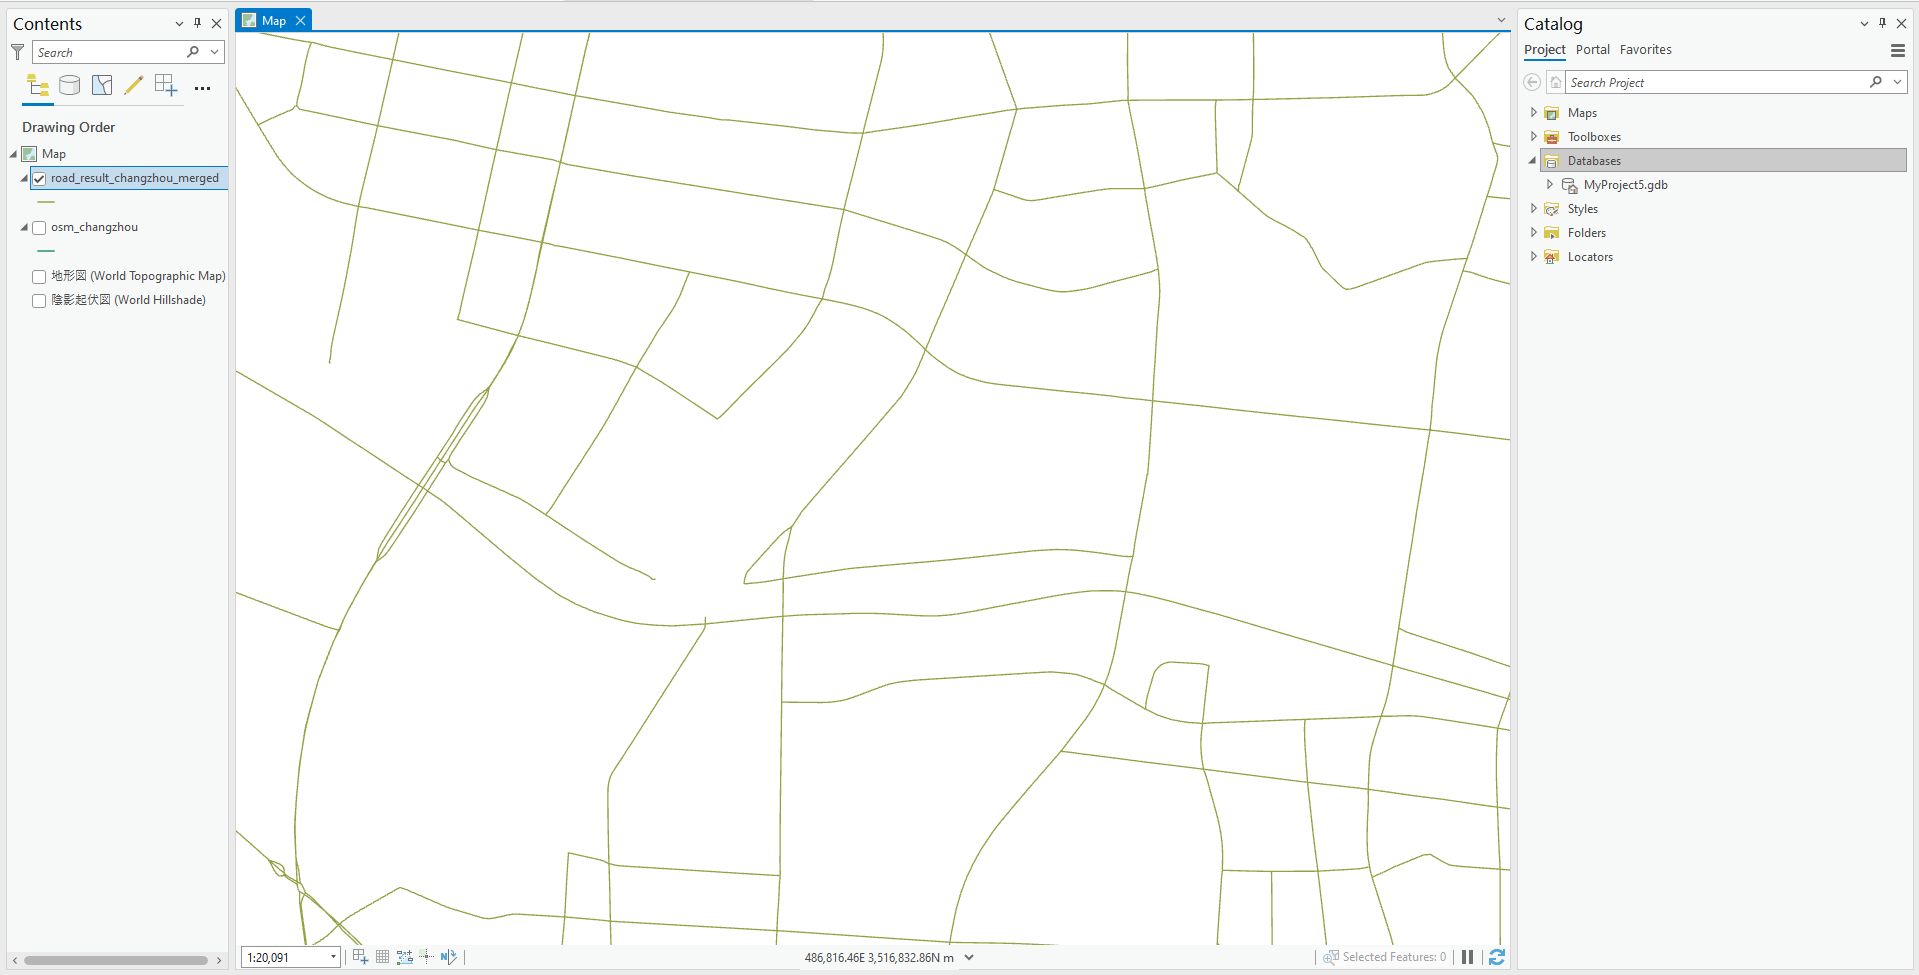 Contents
Search
Drawing Order
Map
road_result_changzhou_merged
osm_changzhou
地形図 (World Topographic Map)
陰影起伏図 (World Hillshade)
Map
1:20,091
486,816.46E 3,516,832.86N m
Selected Features: 0
Catalog
Project Portal Favorites
Search Project
Maps
Toolboxes
Databases
MyProject5.gdb
Styles
Folders
Locators